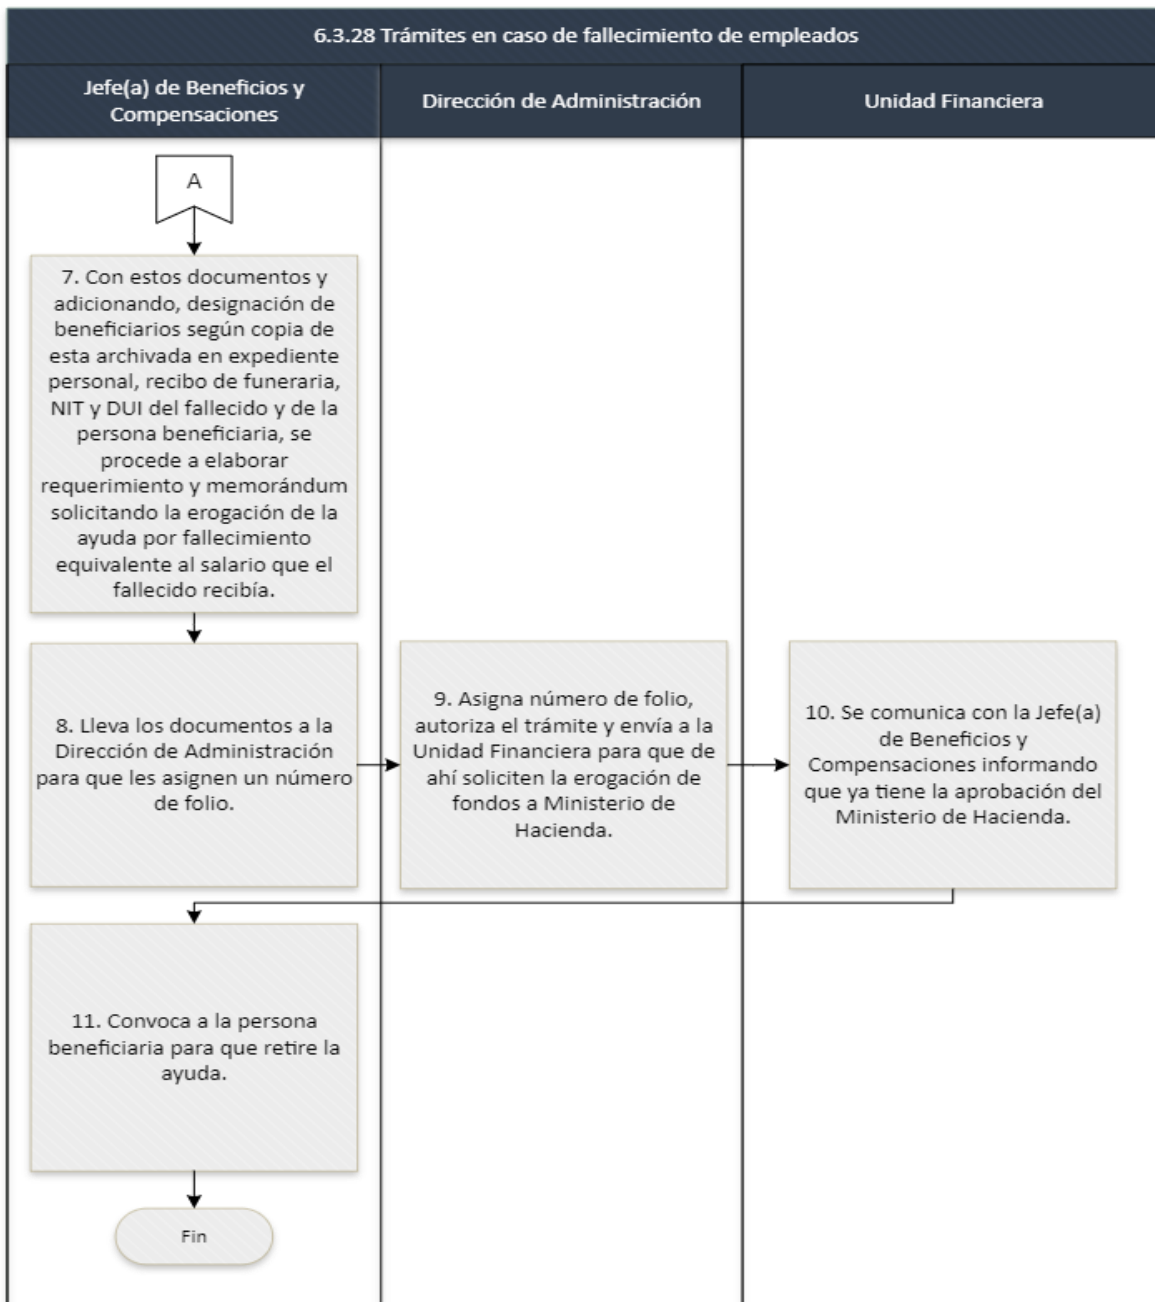 6.3.28 Trámites en caso de fallecimiento de empleados
Jefe(a) de Beneficios y
Compensaciones
Dirección de Administración
Unidad Financiera
A
7. Con estos documentos y
adicionando, designación de
beneficiarios según copia de
esta archivada en expediente
personal, recibo de funeraria,
NIT y DUI del fallecido y de la
persona beneficiaria, se
procede a elaborar
requerimiento y memorándum
solicitando la erogación de la
ayuda por fallecimiento
equivalente al salario que el
fallecido recibía.
8. Lleva los documentos a la
Dirección de Administración
para que les asignen un número
de folio.
9. Asigna número de folio,
autoriza el trámite y envía a la
Unidad Financiera para que de
ahí soliciten la erogación de
fondos a Ministerio de
Hacienda.
10. Se comunica con la Jefe(a)
de Beneficios y
Compensaciones informando
que ya tiene la aprobación del
Ministerio de Hacienda.
11. Convoca a la persona
beneficiaria para que retire la
ayuda.
Fin